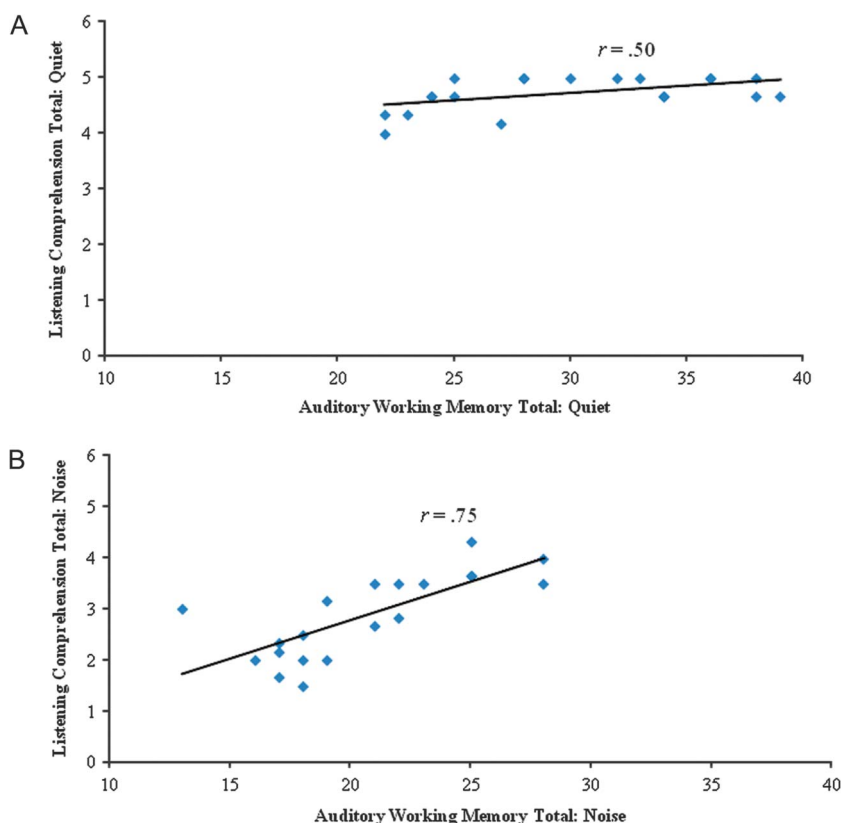 A
6
5
4
3
2
1
0
Listening Comprehension Total: Quiet
r = .50
10 15 20 25 30 35 40
Auditory Working Memory Total: Quiet
B
6
5
4
3
2
1
0
Listening Comprehension Total: Noise
r = .75
10 15 20 25 30 35 40
Auditory Working Memory Total: Noise